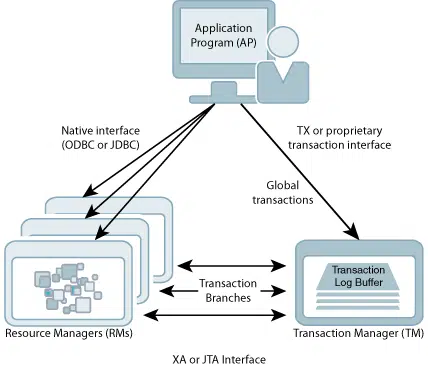 Application
Program (AP)
Native interface
(ODBC or JDBC)
TX or proprietary
transaction interface
Global
transactions
Transaction
Log Buffer
Transaction
Branches
Resource Managers (RMs)
Transaction Manager (TM)
XA or JTA Interface